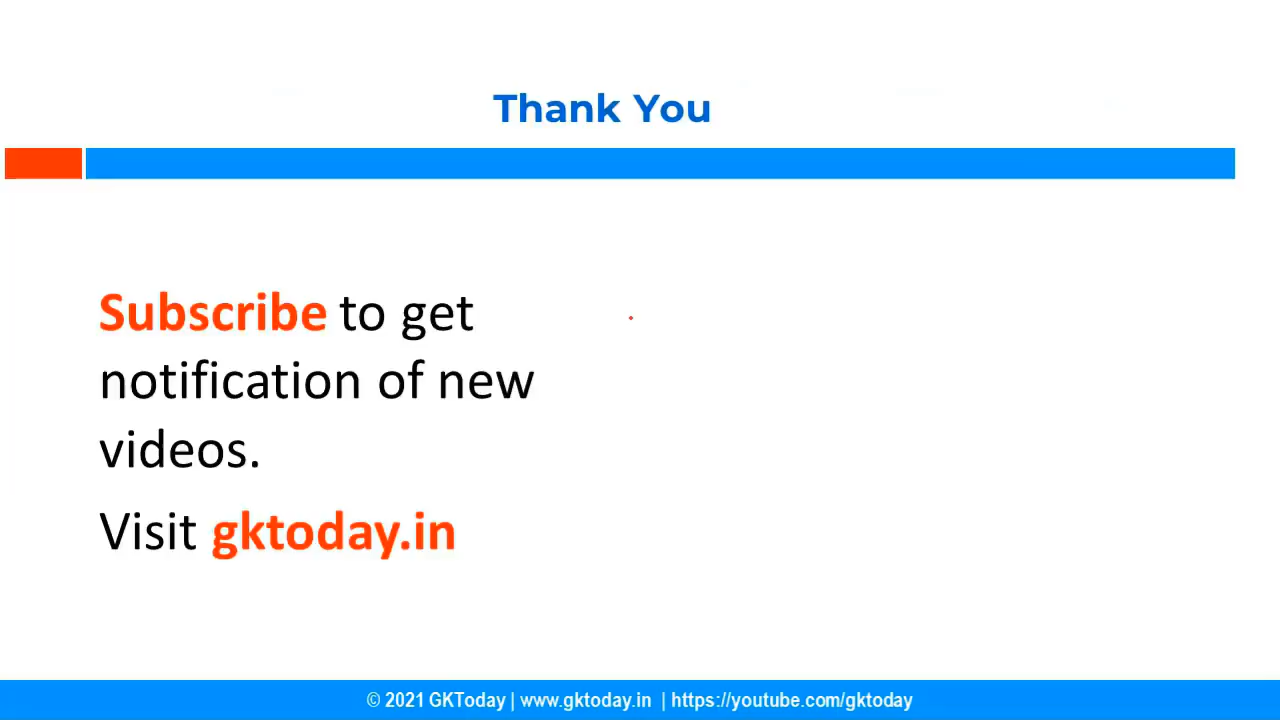 Thank You
Subscribe to get
notification of new
videos.
Visit gktoday.in
© 2021 GKToday | www.gktoday.in | https://youtube.com/gktoday